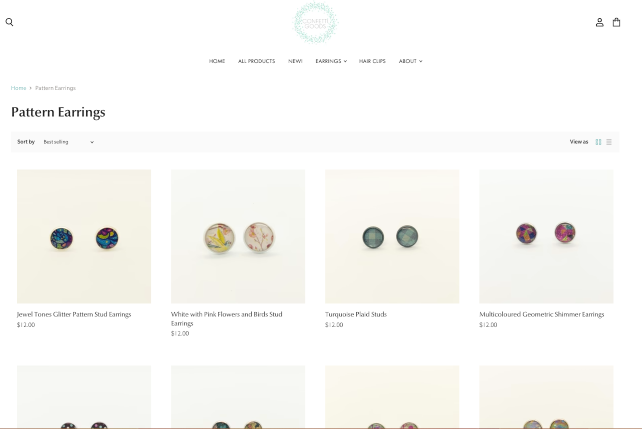 CONFETTI
GOODS
HOME
ALL PRODUCTS
NEW!
EARRINGS
HAIR CLIPS
ABOUT
Home
Pattern Earrings
Pattern Earrings
Sort by
Best selling
View as
Jewel Tones Glitter Pattern Stud Earrings
$12.00
White with Pink Flowers and Birds Stud
Earrings
$12.00
Turquoise Plaid Studs
$12.00
Multicoloured Geometric Shimmer Earrings
$12.00